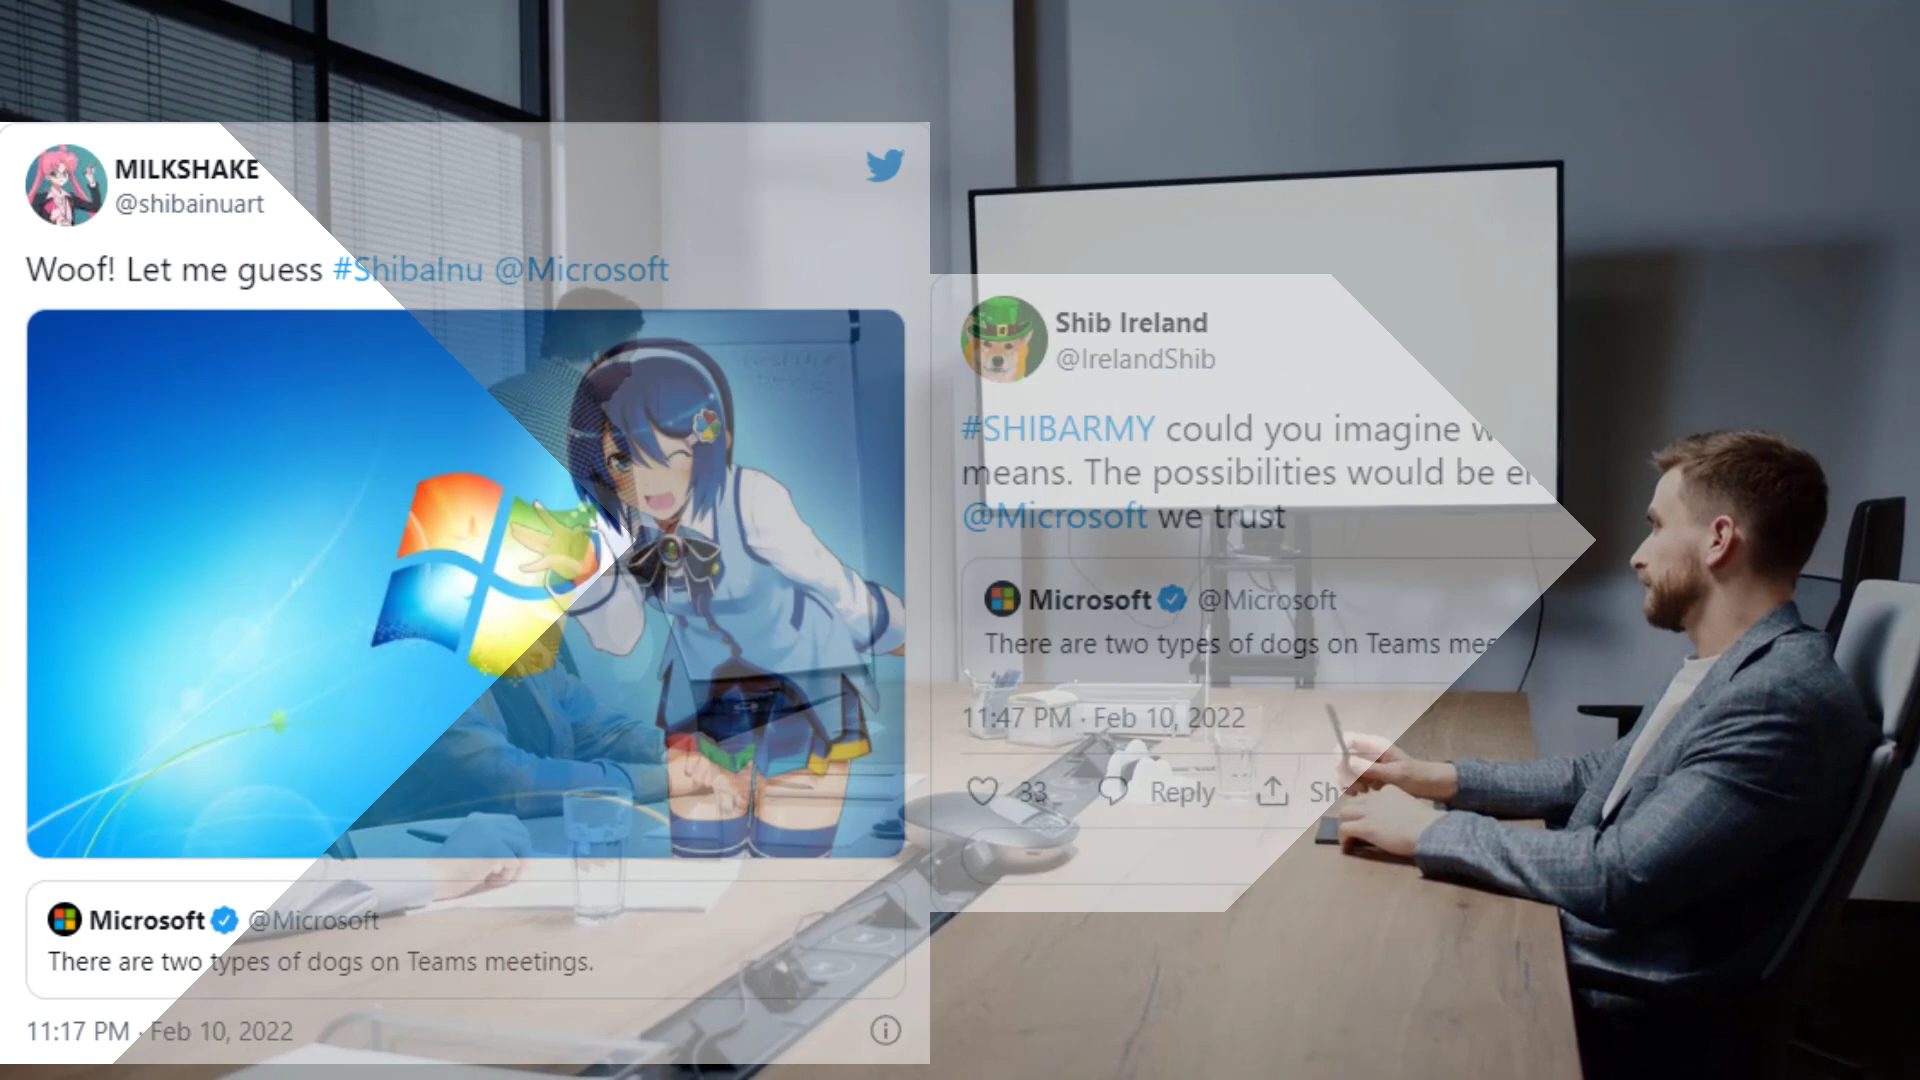 MILKSHAKE
@shibainuart
Woof! Let me guess #ShibaInu @Microsoft
Microsoft @Microsoft
There are two types of dogs on Teams meetings.
11:17 PM · Feb 10, 2022
Shib Ireland
@IrelandShib
#SHIBARMY could you imagine
means. The possibilities would be
@Microsoft we trust
Microsoft @Microsoft
There are two types of dogs on Teams
11:47 PM · Feb 10, 2022
33 Reply